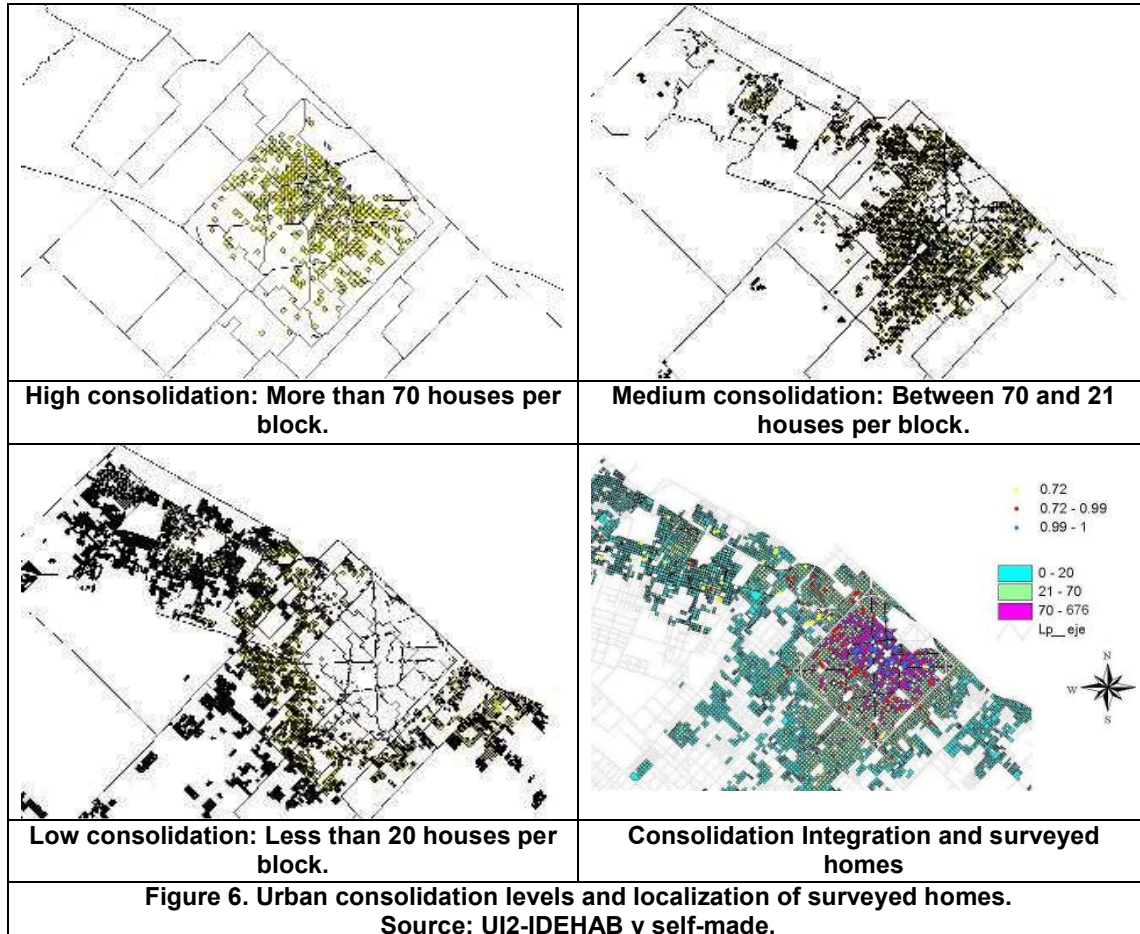 High consolidation: More than 70 houses per
block.
Medium consolidation: Between 70 and 21
houses per block.
0.72
0.72 - 0.99
0.99 - 1
0 - 20
21 - 70
70 - 676
Lp__eje
N
W
S
Low consolidation: Less than 20 houses per
block.
Consolidation Integration and surveyed
homes
Figure 6. Urban consolidation levels and localization of surveyed homes.
Source: UI2-IDEHAB y self-made.